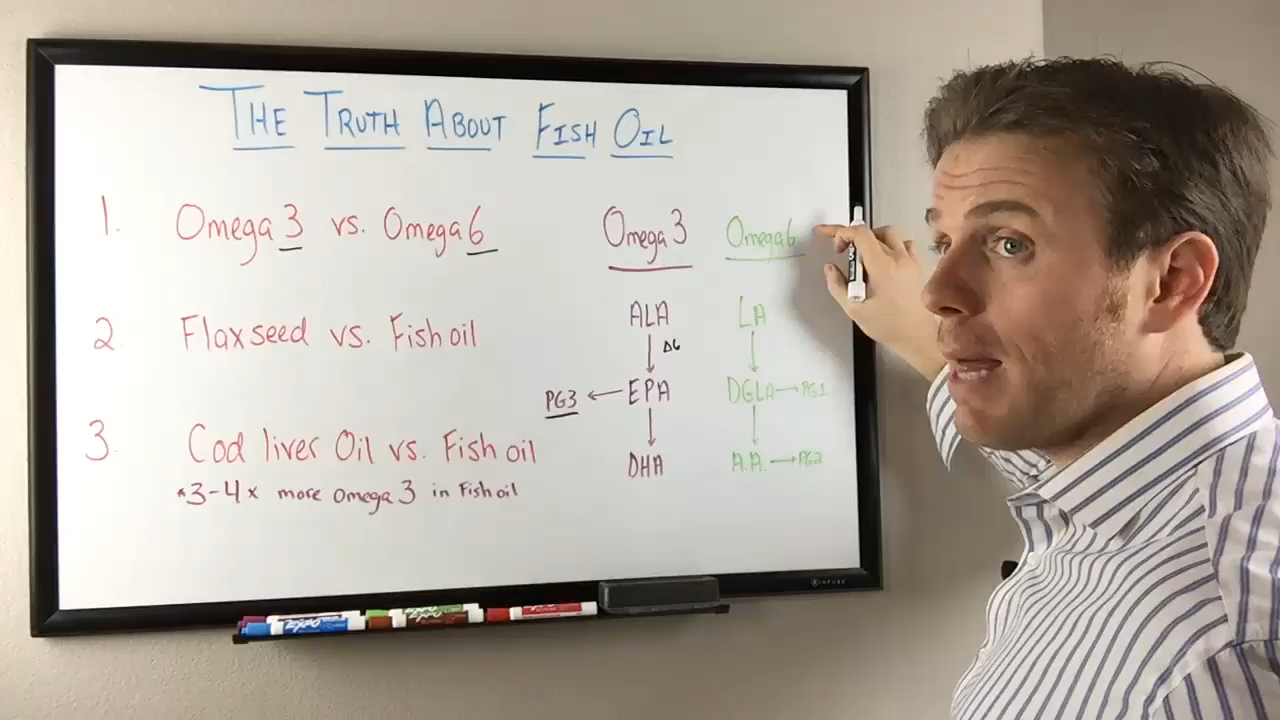 THE TRUTH ABOUT FISH OIL
1. Omega 3 vs. Omega 6
2. Flaxseed vs. Fish oil
3. Cod liver Oil vs. Fish oil
*3-4x more Omega 3 in Fish oil
Omega 3
ALA
↓ Δ6
PG3 ← EPA
↓
DHA
Omega 6
LA
↓
DGLA → PG1
↓
A.A. → PG2
EXPO
EXPO